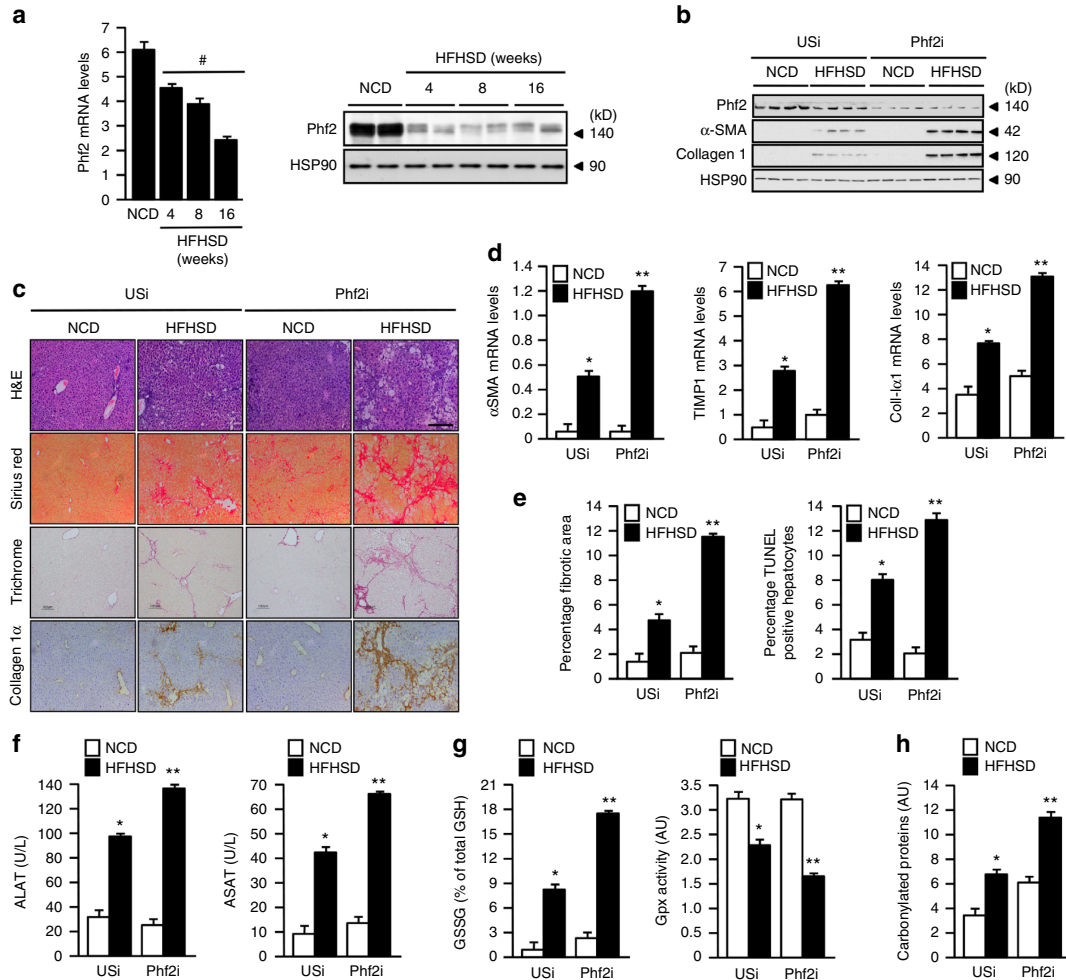 a
Phf2 mRNA levels
7
6
5
4
3
2
1
0
#
NCD 4 8 16
HFHSD
(weeks)
HFHSD (weeks)
NCD 4 8 16
(kD)
Phf2 140
HSP90 90
b
USi Phf2i
NCD HFHSD NCD HFHSD
(kD)
Phf2 140
α-SMA 42
Collagen 1 120
HSP90 90
c
USi Phf2i
NCD HFHSD NCD HFHSD
H&E
Sirius red
Trichrome
Collagen 1α
d
NCD
HFHSD
αSMA mRNA levels
1.4
1.2
1.0
0.8
0.6
0.4
0.2
0
* **
USi Phf2i
NCD
HFHSD
TIMP1 mRNA levels
7
6
5
4
3
2
1
0
* **
USi Phf2i
NCD
HFHSD
Coll-Iα1 mRNA levels
14
12
10
8
6
4
2
0
* **
USi Phf2i
e
NCD
HFHSD
Percentage fibrotic area
14
12
10
8
6
4
2
0
* **
USi Phf2i
NCD
HFHSD
Percentage TUNEL
positive hepatocytes
14
12
10
8
6
4
2
0
* **
USi Phf2i
f
NCD
HFHSD
ALAT (U/L)
140
120
100
80
60
40
20
0
* **
USi Phf2i
NCD
HFHSD
ASAT (U/L)
70
60
50
40
30
20
10
0
* **
USi Phf2i
g
NCD
HFHSD
GSSG (% of total GSH)
21
18
15
12
9
6
3
0
* **
USi Phf2i
NCD
HFHSD
Gpx activity (AU)
3.5
3.0
2.5
2.0
1.5
1.0
0.5
0
* **
USi Phf2i
h
NCD
HFHSD
Carbonylated proteins (AU)
14
12
10
8
6
4
2
0
* **
USi Phf2i